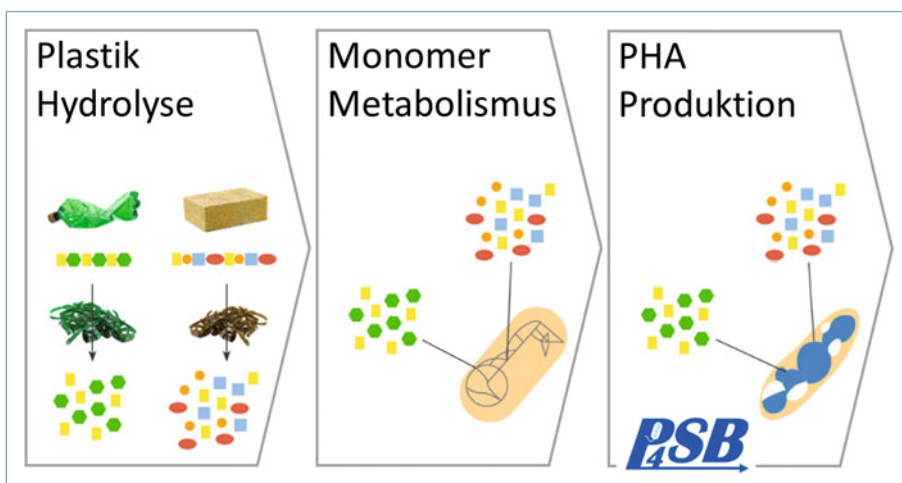 Plastik
Hydrolyse
Monomer
Metabolismus
PHA
Produktion
P4SB